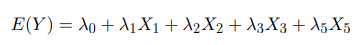 E(Y) = λ₀ + λ₁X₁ + λ₂X₂ + λ₃X₃ + λ₅X₅